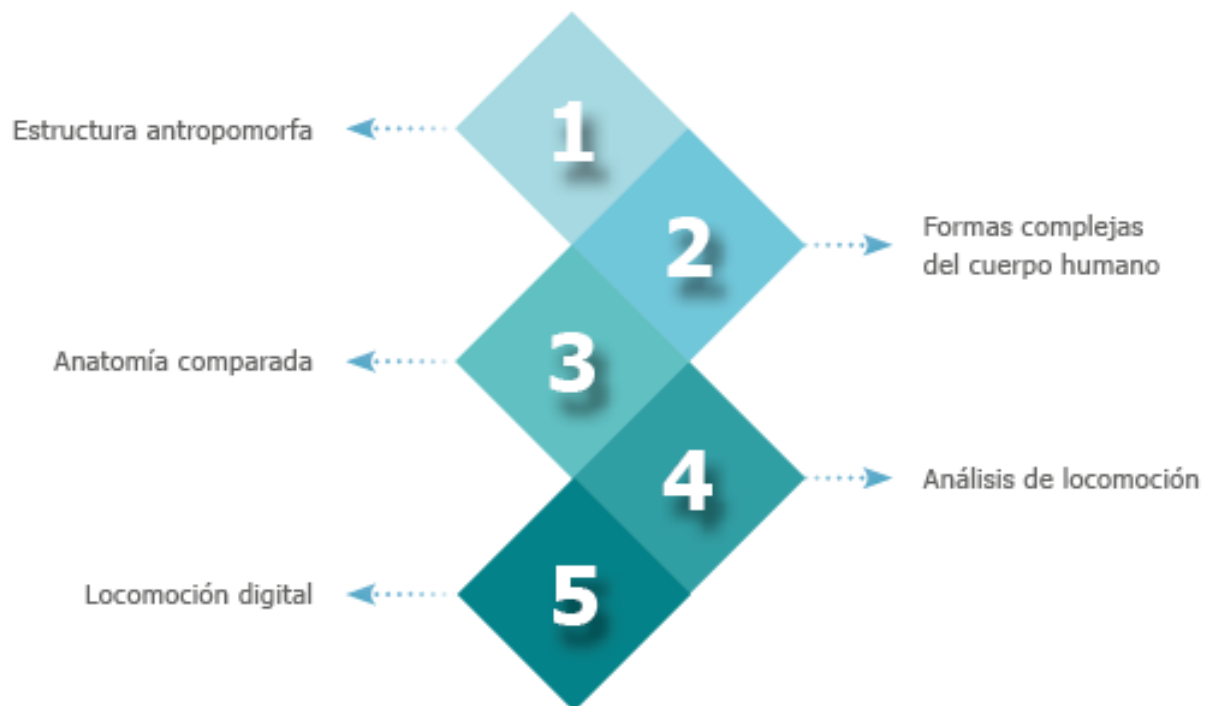 1
Estructura antropomorfa
2
Formas complejas
del cuerpo humano
3
Anatomía comparada
4
Análisis de locomoción
5
Locomoción digital